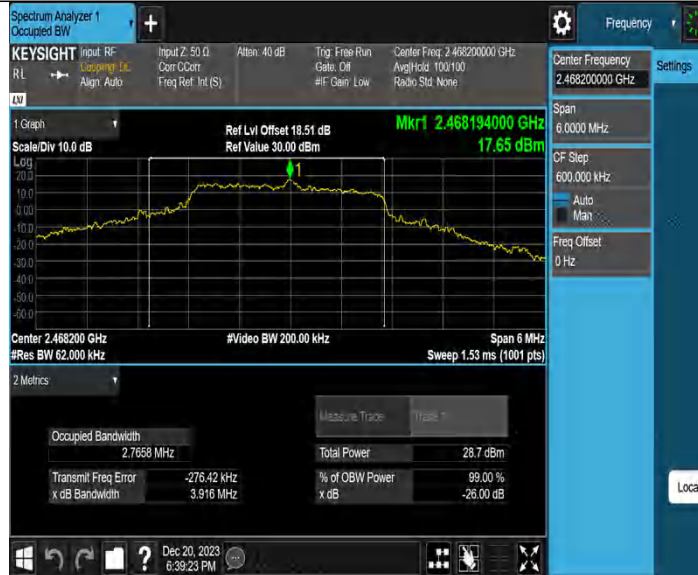 Spectrum Analyzer 1
Occupied BW
Frequency
KEYSIGHT Input: RF
RL
Coupling: DC
Align: Auto
Input Z: 50 Ω
Corr CCorr
Freq Ref: Int (S)
Atten: 40 dB
Trig: Free Run
Gate: Off
#IF Gain: Low
Center Freq: 2.468200000 GHz
Avg|Hold: 100/100
Radio Std: None
LNI
Center Frequency
2.468200000 GHz
Settings
Span
6.0000 MHz
CF Step
600.000 kHz
Auto
Man
Freq Offset
0 Hz
1 Graph
Scale/Div 10.0 dB
Ref Lvl Offset 18.51 dB
Ref Value 30.00 dBm
Mkr1 2.468194000 GHz
17.65 dBm
Log
20.0
10.0
0.00
-10.0
-20.0
-30.0
-40.0
-50.0
-60.0
1
Center 2.468200 GHz
#Res BW 62.000 kHz
#Video BW 200.00 kHz
Span 6 MHz
Sweep 1.53 ms (1001 pts)
2 Metrics
Measure Trace
Trace 1
Occupied Bandwidth
2.7658 MHz
Total Power
28.7 dBm
Transmit Freq Error
-276.42 kHz
% of OBW Power
99.00 %
x dB Bandwidth
3.916 MHz
x dB
-26.00 dB
Loca
?
Dec 20, 2023
6:39:23 PM